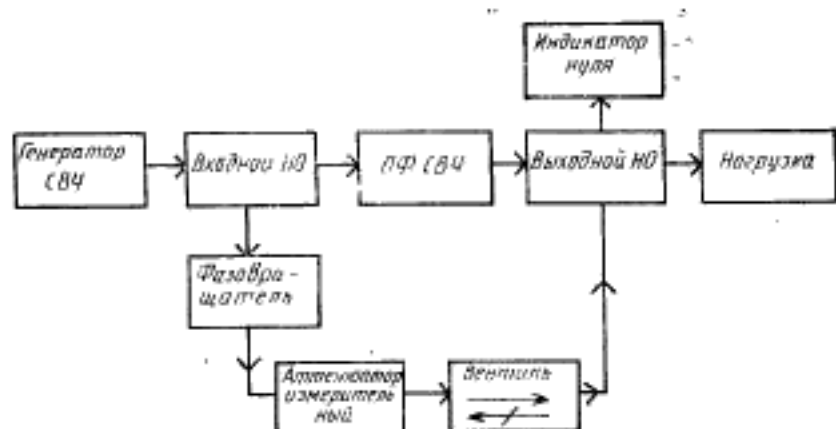 Индикатор
нуля
Генератор
СВЧ
Входной НО
ПФ СВЧ
Выходной НО
Нагрузка
Фазовра-
щатель
Аттенюатор
измеритель
ный
Вентиль